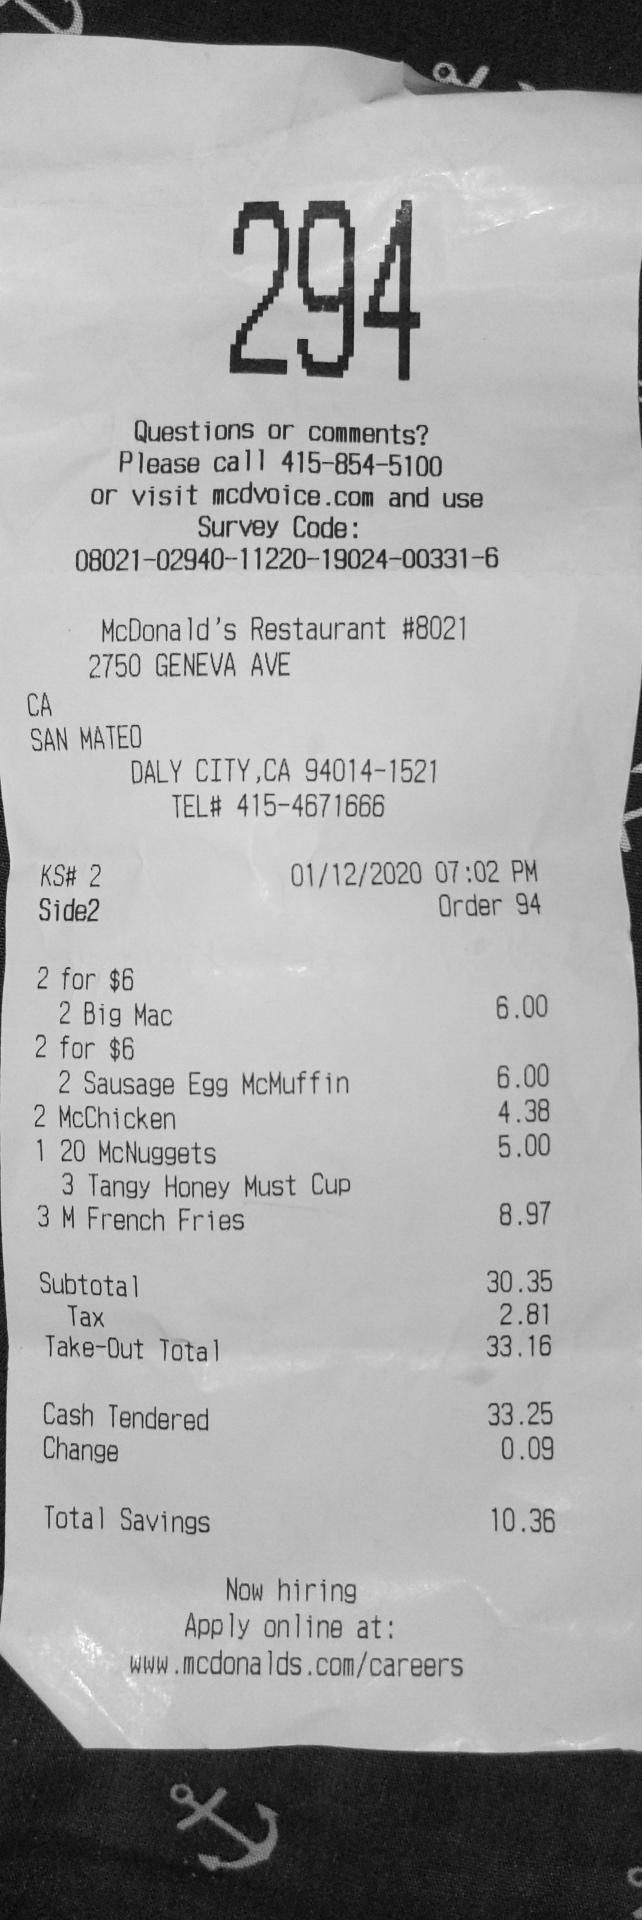 294
Questions or comments?
Please call 415-854-5100
or visit mcdvoice.com and use
Survey Code:
08021-02940-11220-19024-00331-6
McDonald's Restaurant #8021
2750 GENEVA AVE
CA
SAN MATEO
DALY CITY,CA 94014-1521
TEL# 415-4671666
KS# 2 01/12/2020 07:02 PM
Side2 Order 94
2 for $6
2 Big Mac 6.00
2 for $6
2 Sausage Egg McMuffin 6.00
2 McChicken 4.38
1 20 McNuggets 5.00
3 Tangy Honey Must Cup
3 M French Fries 8.97
Subtotal 30.35
Tax 2.81
Take-Out Total 33.16
Cash Tendered 33.25
Change 0.09
Total Savings 10.36
Now hiring
Apply online at:
www.mcdonalds.com/careers